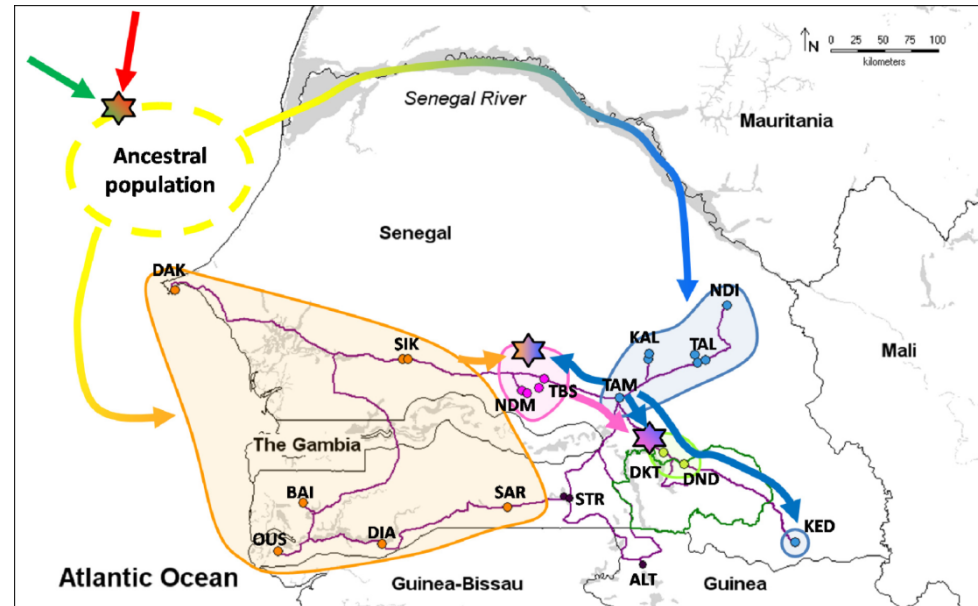 N
0 25 50 75 100
kilometers
Senegal River
Mauritania
Ancestral
population
Senegal
DAK
NDI
KAL
TAL
SIK
Mali
TAM
TBS
NDM
The Gambia
DKT
DND
BAI
SAR
STR
KED
OUS
DIA
ALT
Atlantic Ocean
Guinea-Bissau
Guinea